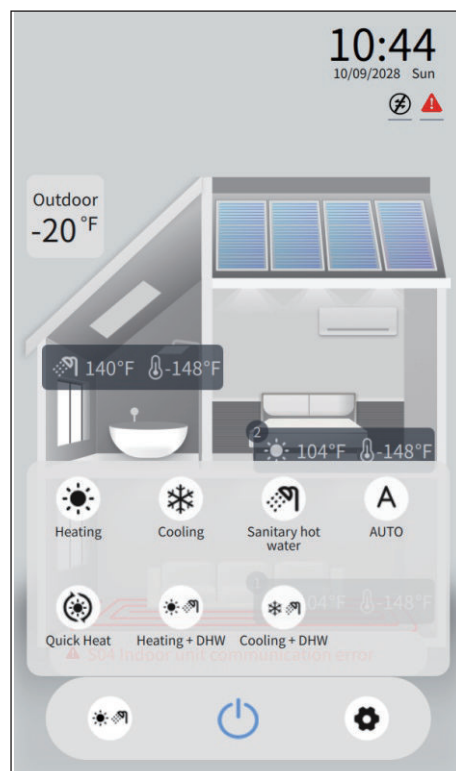 10:44
10/09/2028 Sun
Outdoor
-20 °F
140°F -148°F
2
104°F -148°F
Heating
Cooling
Sanitary hot
water
A
AUTO
1
04°F -148°F
Quick Heat
Heating + DHW
Cooling + DHW
S04 Indoor unit communication error